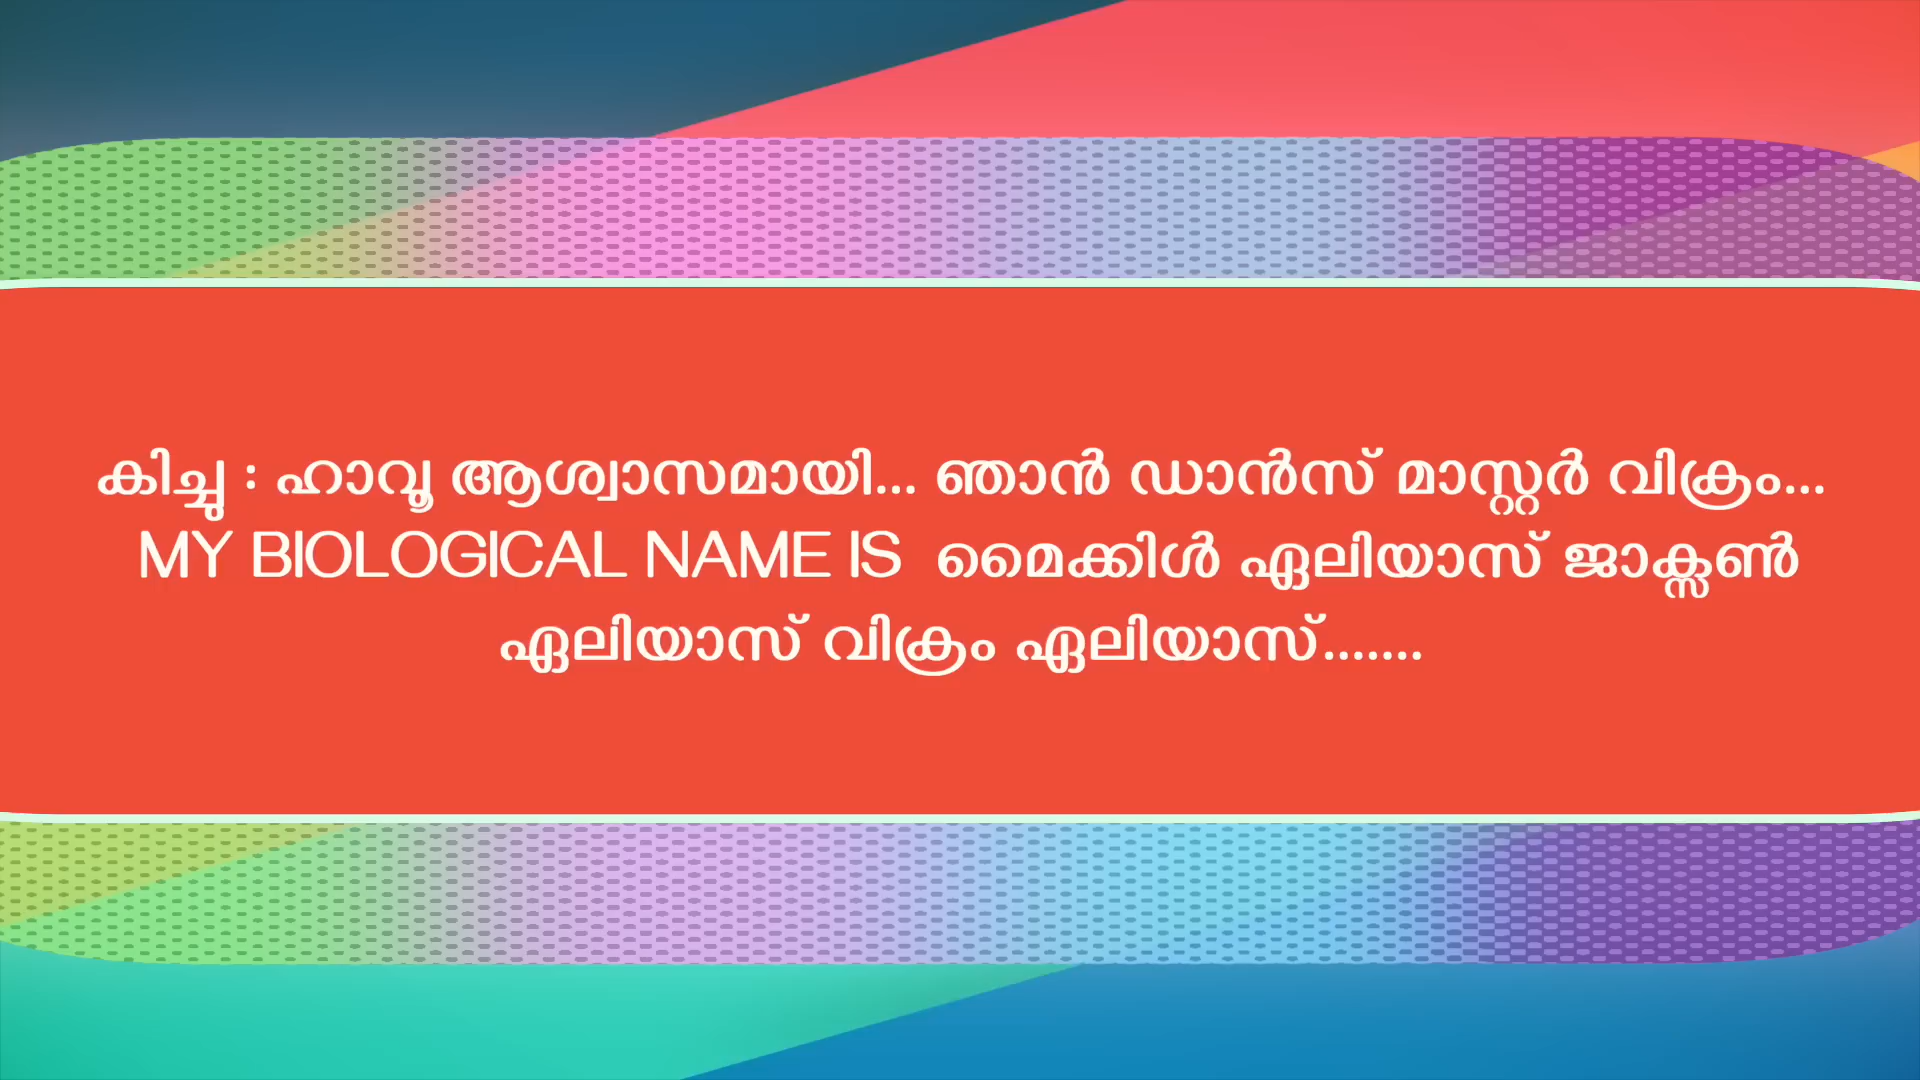 കിച്ചു : ഹാവൂ ആശ്വാസമായി... ഞാൻ ഡാൻസ് മാസ്റ്റർ വിക്രം...
MY BIOLOGICAL NAME IS മൈക്കിൾ ഏലിയാസ് ജാക്സൺ
ഏലിയാസ് വിക്രം ഏലിയാസ്.......